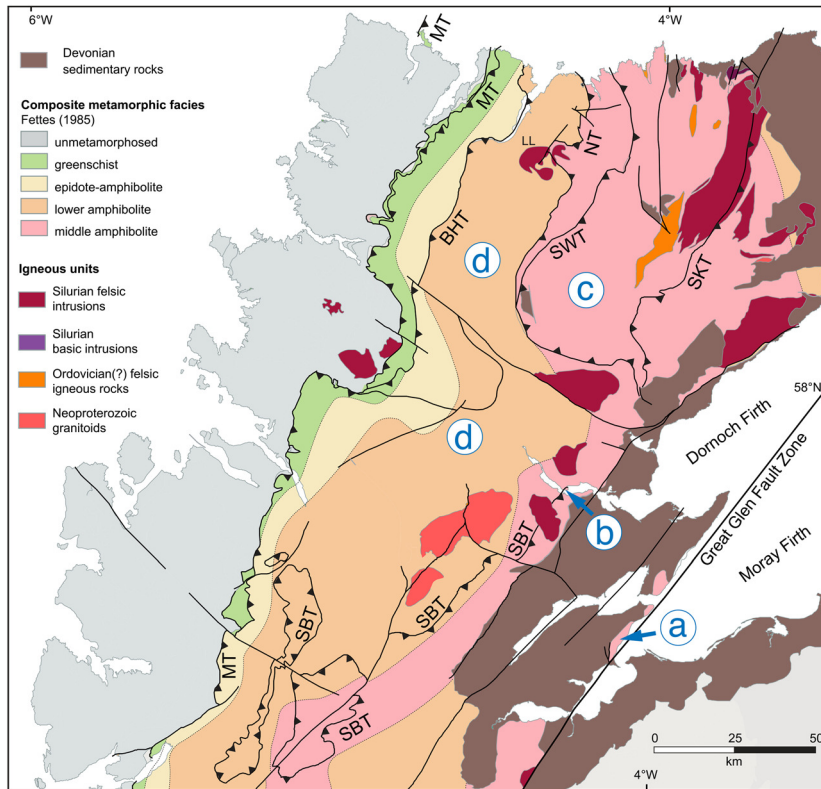 6°W
4°W
Devonian
sedimentary rocks
Composite metamorphic facies
Fettes (1985)
unmetamorphosed
greenschist
epidote-amphibolite
lower amphibolite
middle amphibolite
Igneous units
Silurian felsic
intrusions
Silurian
basic intrusions
Ordovician(?) felsic
igneous rocks
Neoproterozoic
granitoids
MT
MT
LL
NT
BHT
SWT
SKT
d
c
58°N
Dornoch Firth
d
Great Glen Fault Zone
b
SBT
Moray Firth
SBT
SBT
a
MT
SBT
0 25 50
km
4°W